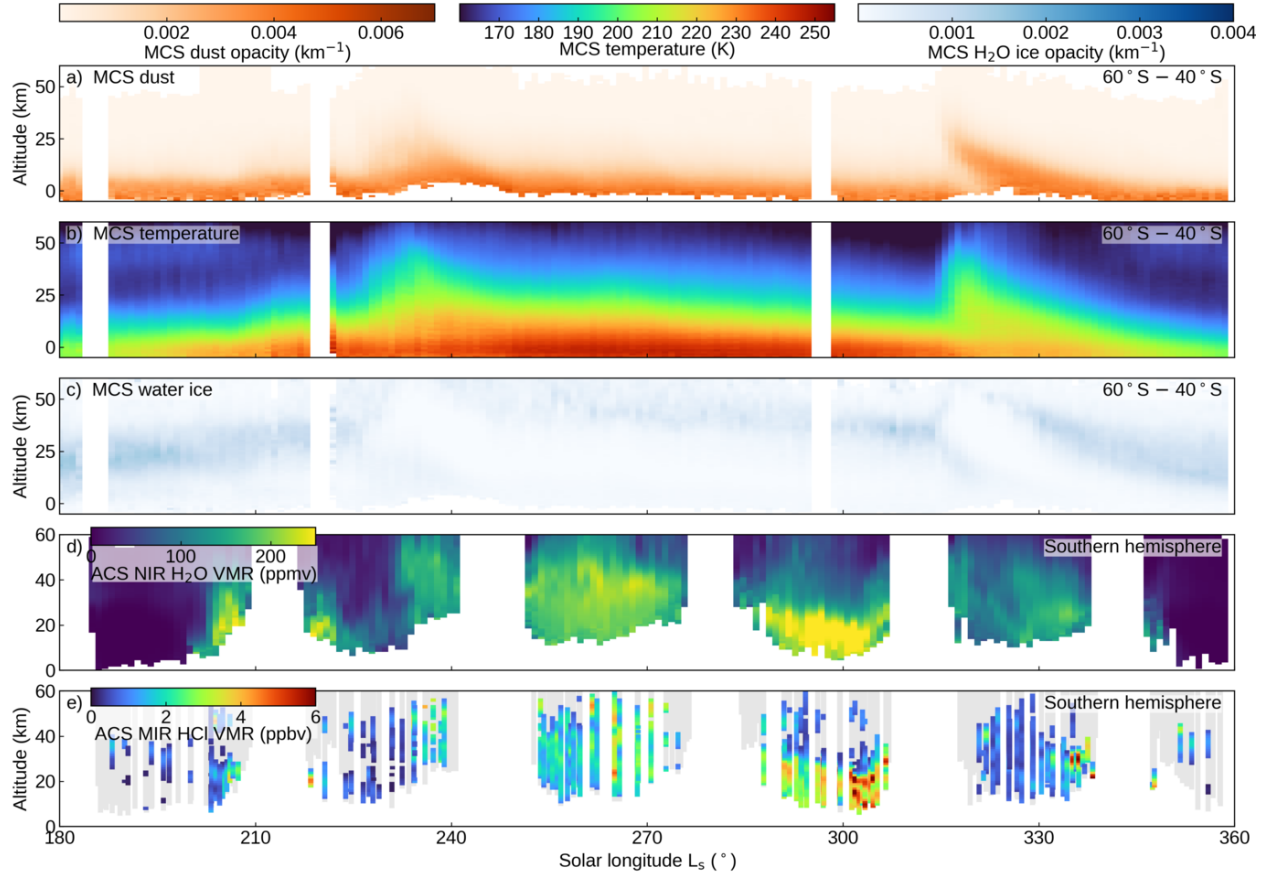 0.002 0.004 0.006
MCS dust opacity (km⁻¹)
170 180 190 200 210 220 230 240 250
MCS temperature (K)
0.001 0.002 0.003 0.004
MCS H₂O ice opacity (km⁻¹)
a) MCS dust
60°S − 40°S
Altitude (km)
50
25
0
b) MCS temperature
60°S − 40°S
Altitude (km)
50
25
0
c) MCS water ice
60°S − 40°S
Altitude (km)
50
25
0
d)
0 100 200
ACS NIR H₂O VMR (ppmv)
Southern hemisphere
Altitude (km)
60
40
20
0
e)
0 2 4 6
ACS MIR HCl VMR (ppbv)
Southern hemisphere
Altitude (km)
60
40
20
0
180 210 240 270 300 330 360
Solar longitude Lₛ (°)